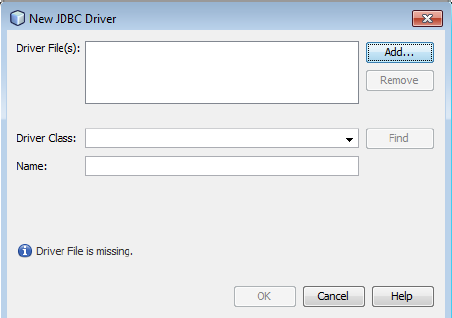 New JDBC Driver
Driver File(s):
Add...
Remove
Driver Class:
Find
Name:
Driver File is missing.
OK
Cancel
Help